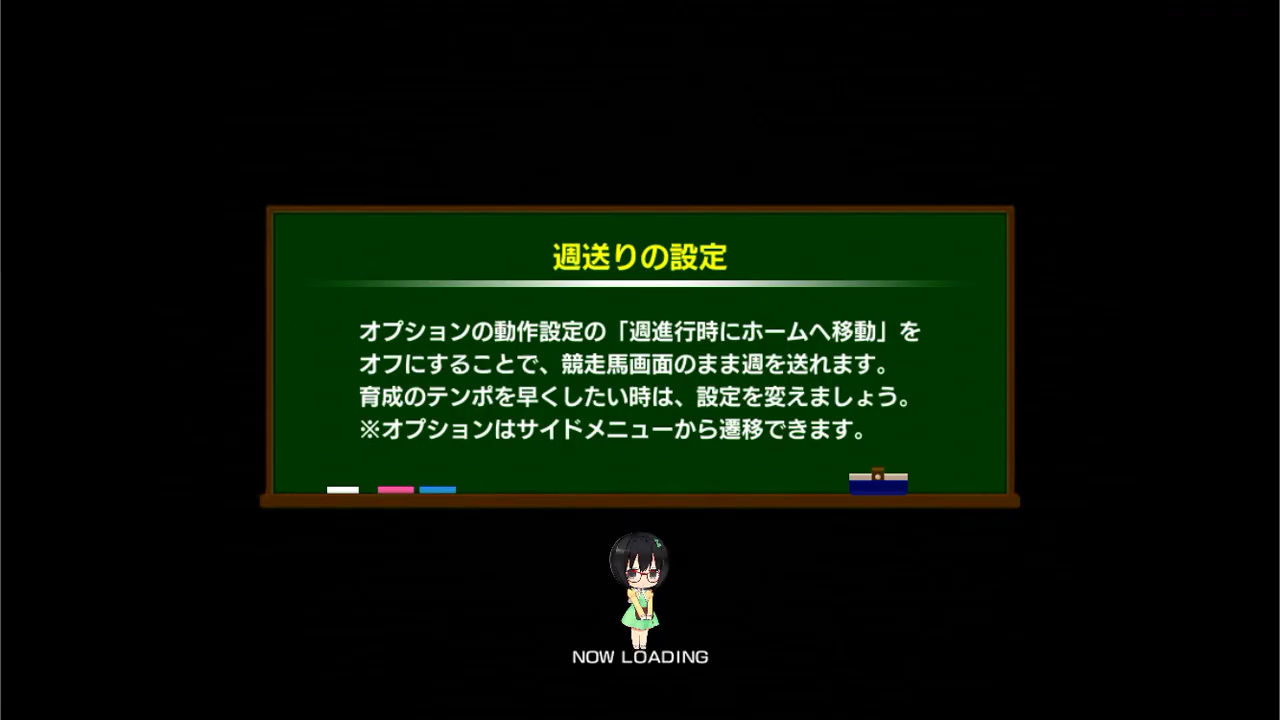 週送りの設定
オプションの動作設定の「週進行時にホームへ移動」を
オフにすることで、競走馬画面のまま週を送れます。
育成のテンポを早くしたい時は、設定を変えましょう。
※オプションはサイドメニューから遷移できます。
NOW LOADING